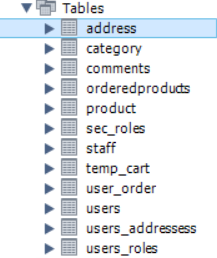 Tables
address
category
comments
orderedproducts
product
sec_roles
staff
temp_cart
user_order
users
users_addressess
users_roles